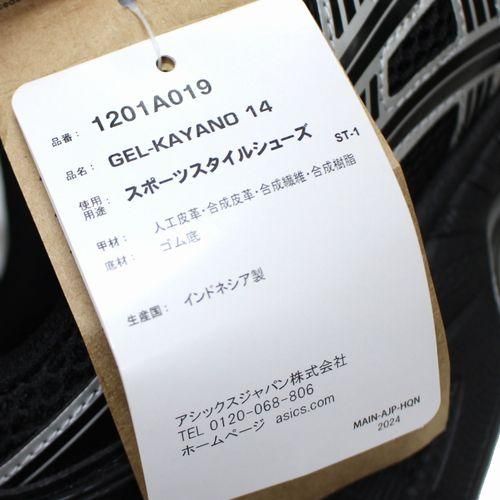 品番： 1201A019
品名： GEL-KAYANO 14
使用用途： スポーツスタイルシューズ ST-1
甲材： 人工皮革・合成皮革・合成繊維・合成樹脂
底材： ゴム底
生産国： インドネシア製
アシックスジャパン株式会社
TEL 0120-068-806
ホームページ asics.com
MAIN-AJP-HQN
2024